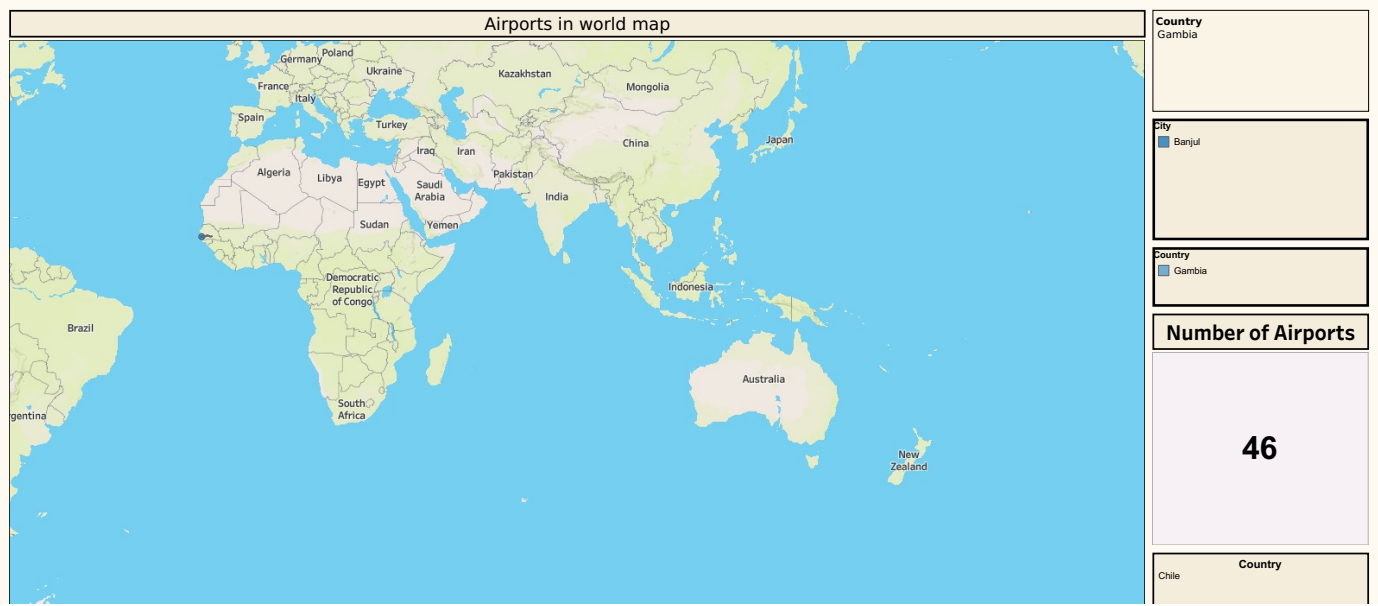 Airports in world map
Germany
Poland
Ukraine
France
Italy
Spain
Turkey
Kazakhstan
Mongolia
China
Japan
Iraq
Iran
Pakistan
India
Algeria
Libya
Egypt
Saudi
Arabia
Sudan
Yemen
Democratic
Republic
of Congo
Indonesia
Brazil
Australia
South
Africa
rgentina
New
Zealand
Country
Gambia
City
Banjul
Country
Gambia
Number of Airports
46
Country
Chile